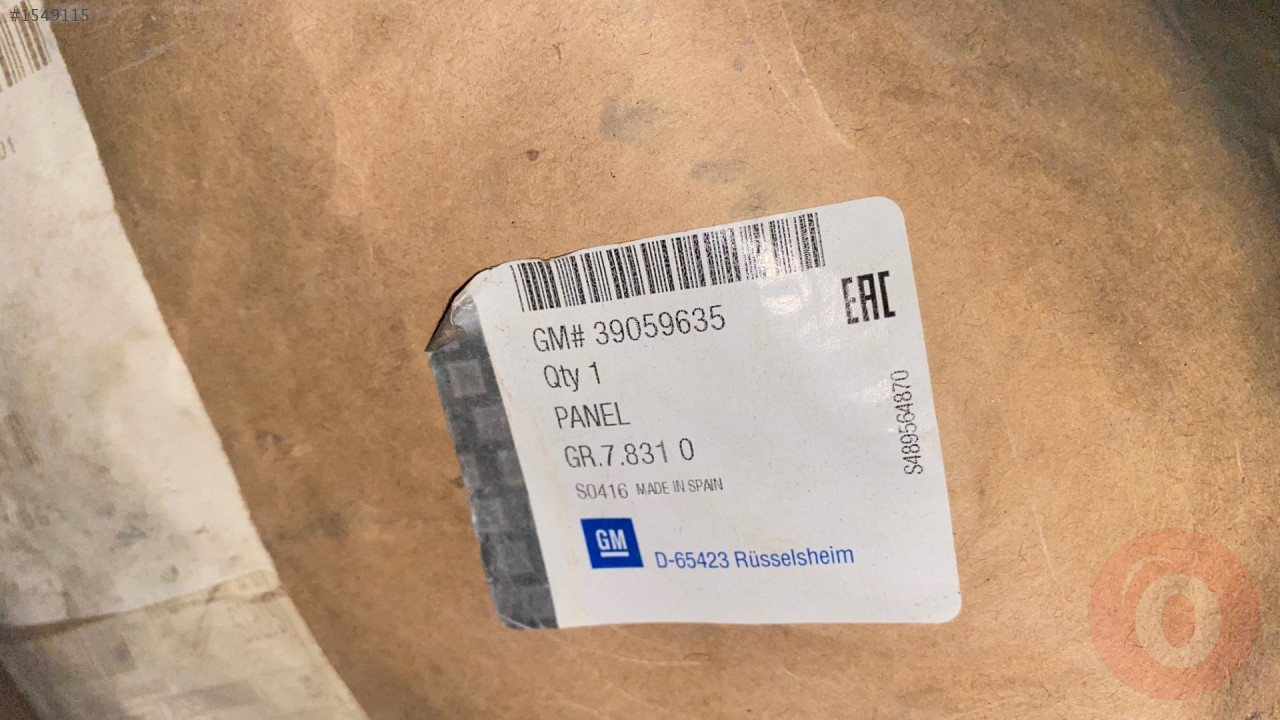 #1549115
01
EAC
GM# 39059635
Qty 1
PANEL
GR.7.831 0
S0416 MADE IN SPAIN
S489564870
GM
D-65423 Rüsselsheim